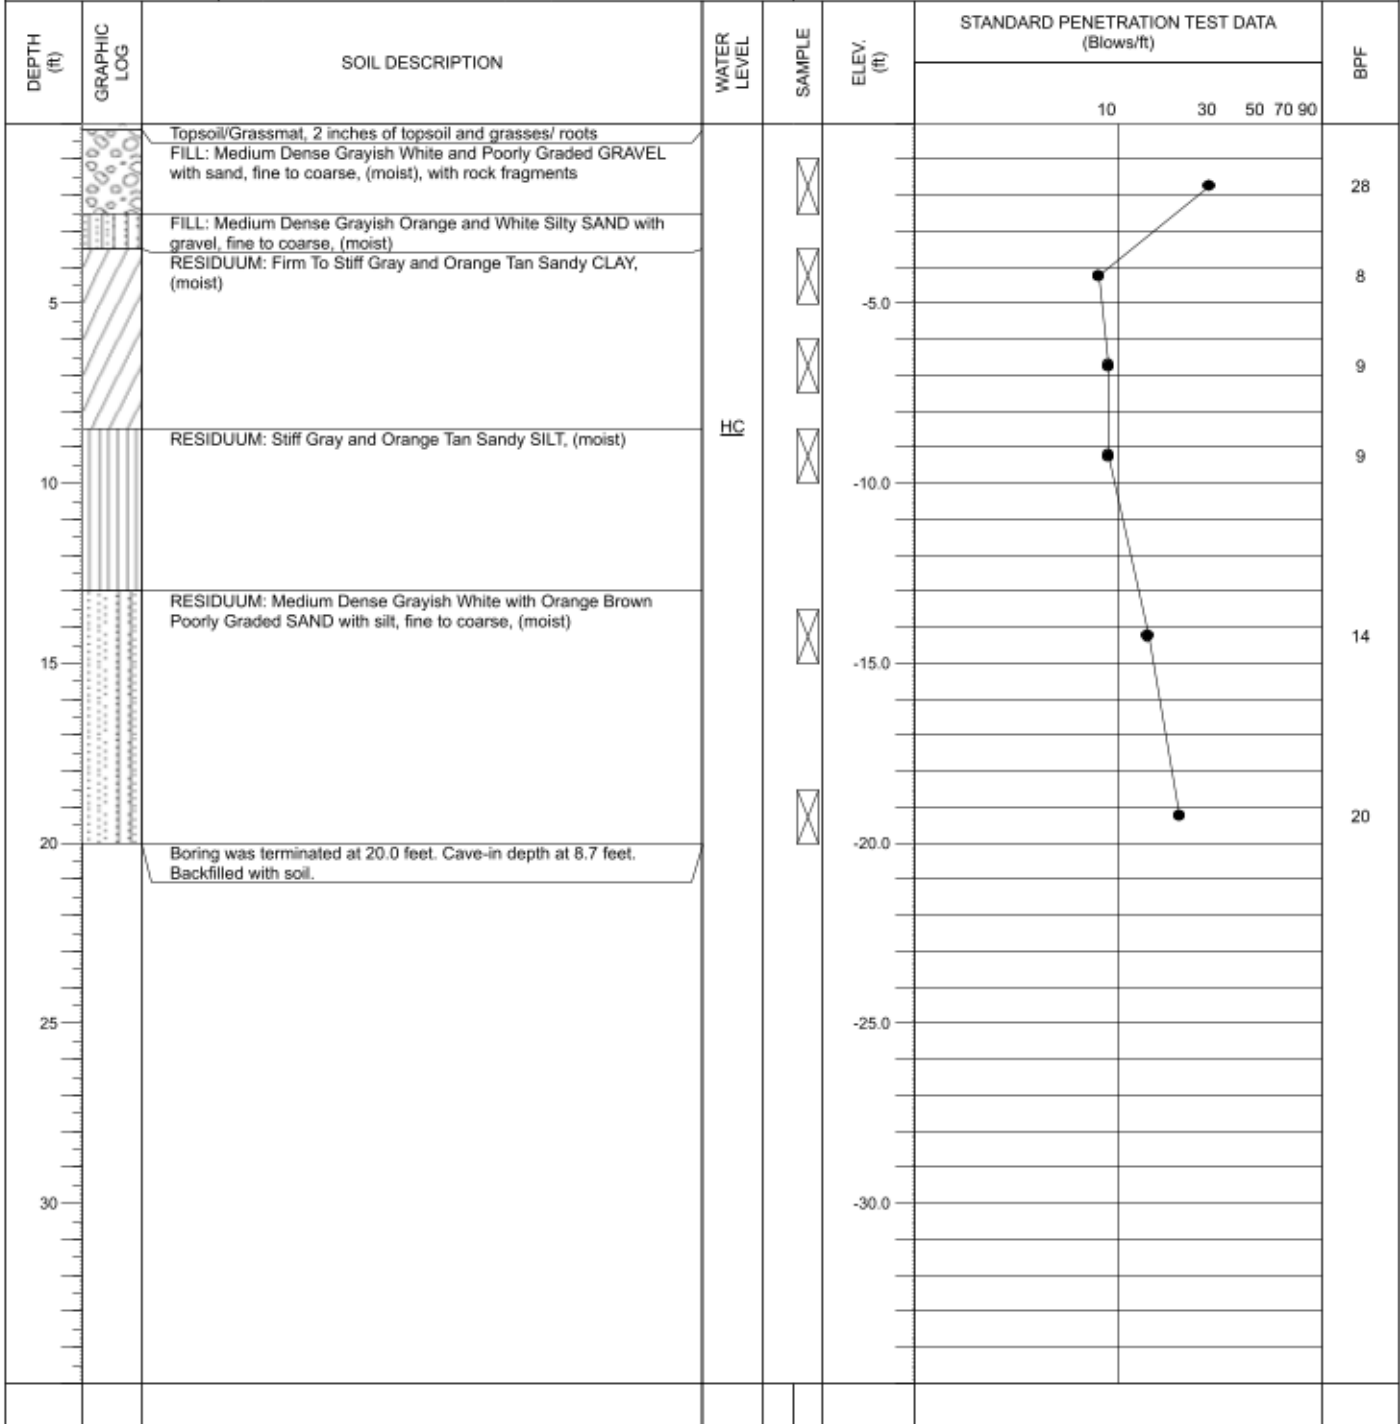 DEPTH
(ft)
GRAPHIC
LOG
SOIL DESCRIPTION
WATER
LEVEL
SAMPLE
ELEV.
(ft)
STANDARD PENETRATION TEST DATA
(Blows/ft)
BPF
10 30 50 70 90
Topsoil/Grassmat, 2 inches of topsoil and grasses/ roots
FILL: Medium Dense Grayish White and Poorly Graded GRAVEL
with sand, fine to coarse, (moist), with rock fragments
28
FILL: Medium Dense Grayish Orange and White Silty SAND with
gravel, fine to coarse, (moist)
RESIDUUM: Firm To Stiff Gray and Orange Tan Sandy CLAY,
(moist)
8
5
-5.0
9
HC
RESIDUUM: Stiff Gray and Orange Tan Sandy SILT, (moist)
9
10
-10.0
RESIDUUM: Medium Dense Grayish White with Orange Brown
Poorly Graded SAND with silt, fine to coarse, (moist)
14
15
-15.0
20
20
-20.0
Boring was terminated at 20.0 feet. Cave-in depth at 8.7 feet.
Backfilled with soil.
25
-25.0
30
-30.0